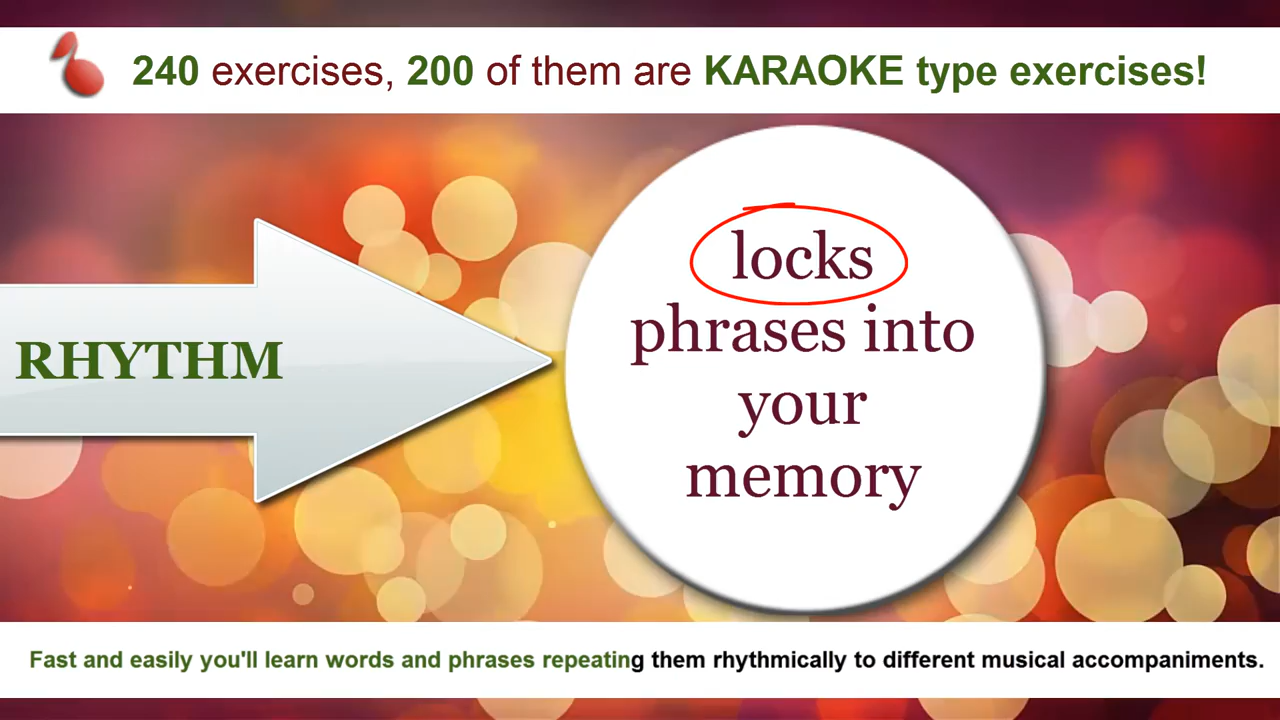 240 exercises, 200 of them are KARAOKE type exercises!
RHYTHM
locks
phrases into
your
memory
Fast and easily you'll learn words and phrases repeating them rhythmically to different musical accompaniments.